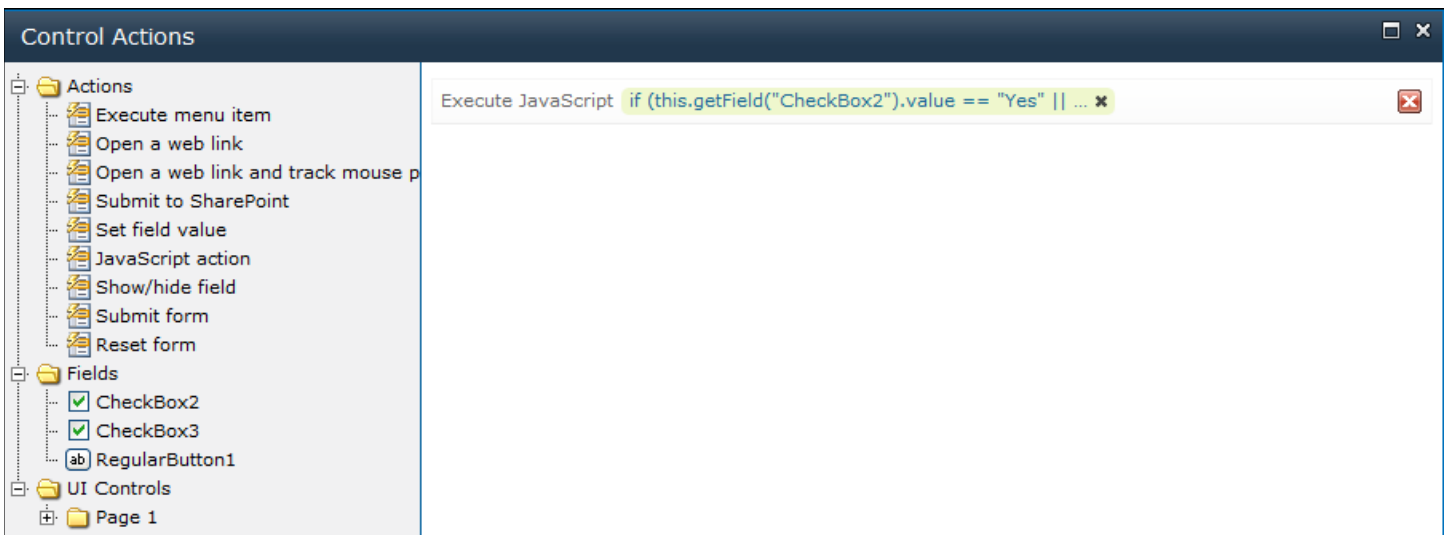 Control Actions
Actions
Execute menu item
Open a web link
Open a web link and track mouse p
Submit to SharePoint
Set field value
JavaScript action
Show/hide field
Submit form
Reset form
Fields
CheckBox2
CheckBox3
ab RegularButton1
UI Controls
Page 1
Execute JavaScript if (this.getField("CheckBox2").value == "Yes" || ...